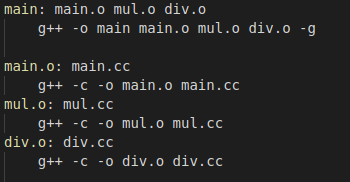 main: main.o mul.o div.o
    g++ -o main main.o mul.o div.o -g

main.o: main.cc
    g++ -c -o main.o main.cc
mul.o: mul.cc
    g++ -c -o mul.o mul.cc
div.o: div.cc
    g++ -c -o div.o div.cc